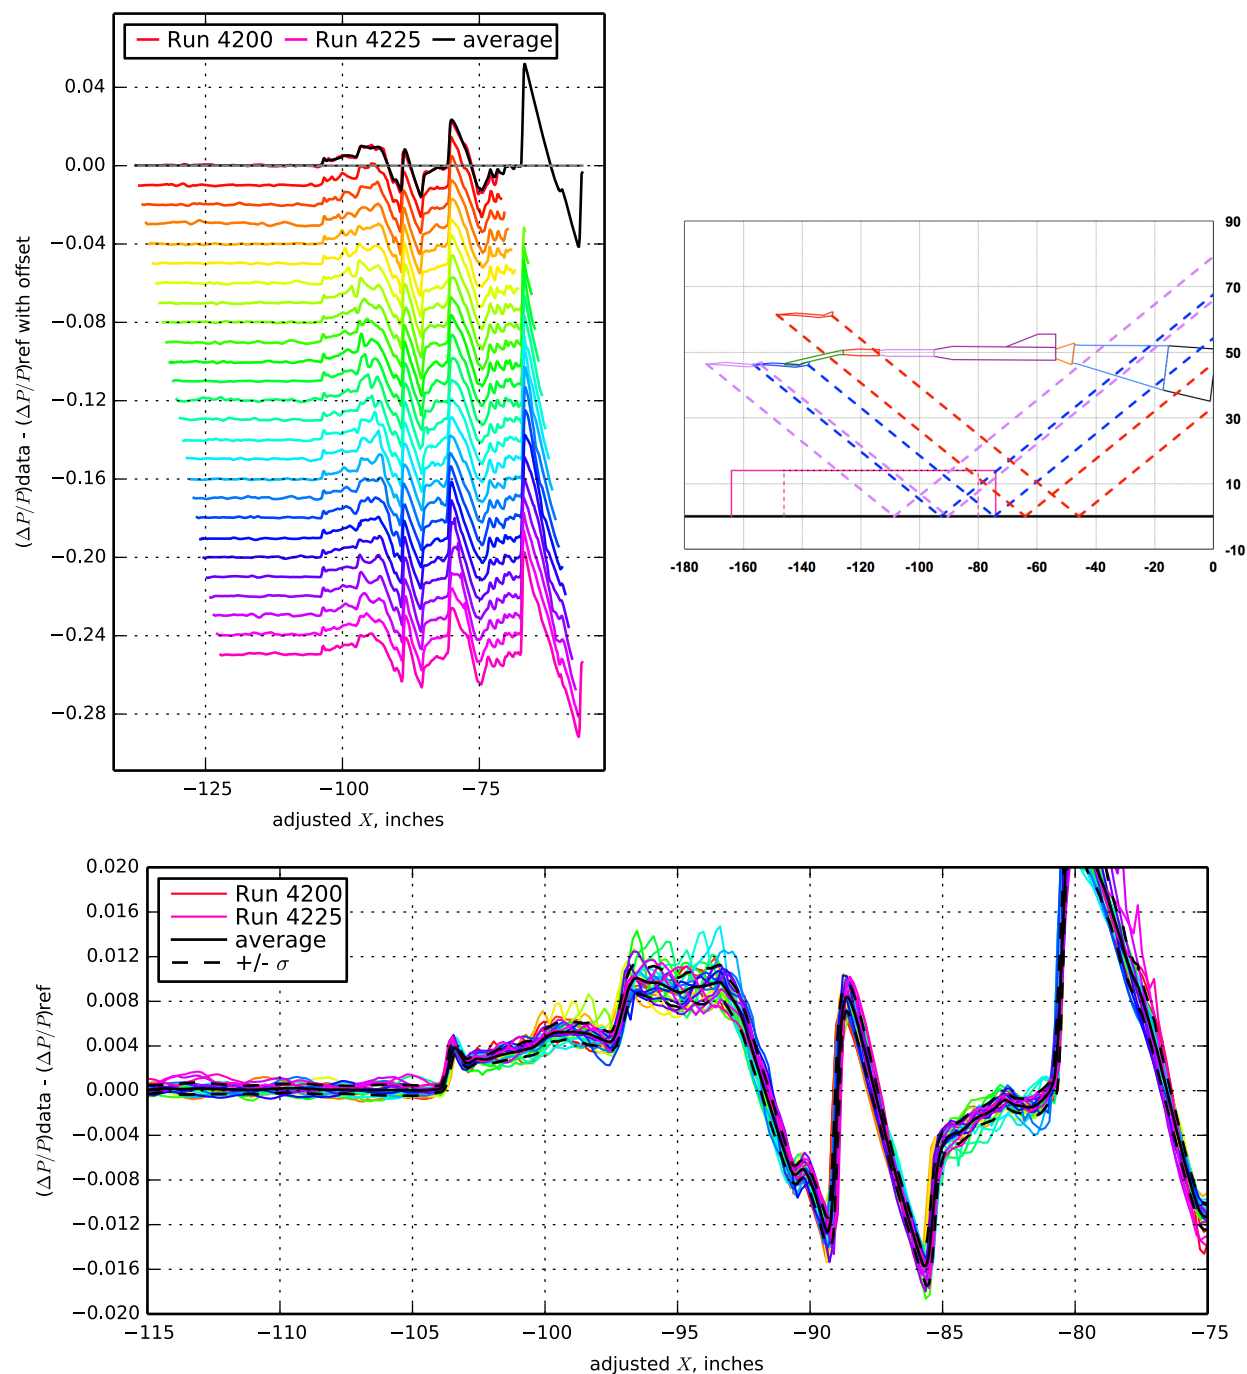 Run 4200 Run 4225 average
0.04
0.00
−0.04
−0.08
−0.12
−0.16
−0.20
−0.24
−0.28
(ΔP/P)data - (ΔP/P)ref with offset
−125 −100 −75
adjusted X, inches
90
70
50
30
10
-10
-180 -160 -140 -120 -100 -80 -60 -40 -20 0
Run 4200
Run 4225
average
+/- σ
0.020
0.016
0.012
0.008
0.004
0.000
−0.004
−0.008
−0.012
−0.016
−0.020
(ΔP/P)data - (ΔP/P)ref
−115 −110 −105 −100 −95 −90 −85 −80 −75
adjusted X, inches